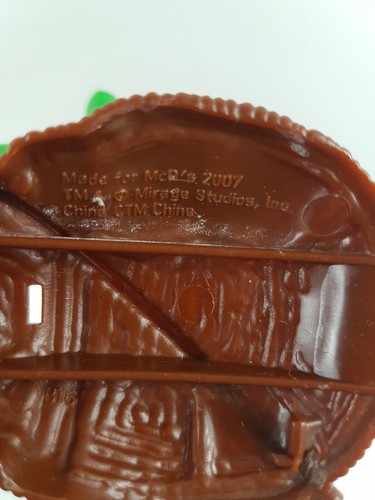 Made for McD's 2007
TM & © Mirage Studios, Inc.
China CTM China